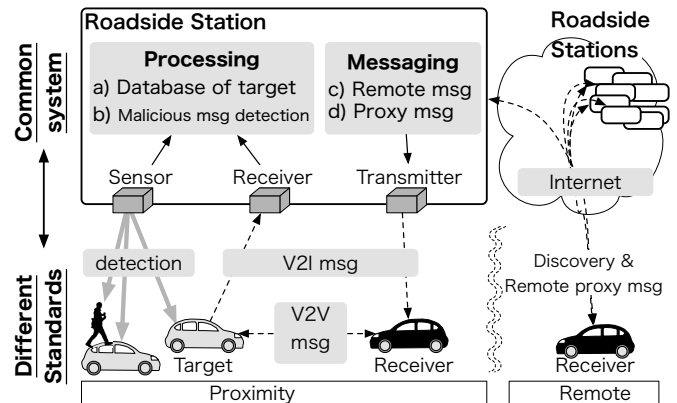 Roadside Station
Processing
a) Database of target
b) Malicious msg detection
Messaging
c) Remote msg
d) Proxy msg
Roadside
Stations
Common
system
Sensor
Receiver
Transmitter
Internet
detection
V2I msg
Discovery &
Remote proxy msg
Different
Standards
V2V
msg
Target
Receiver
Receiver
Proximity
Remote